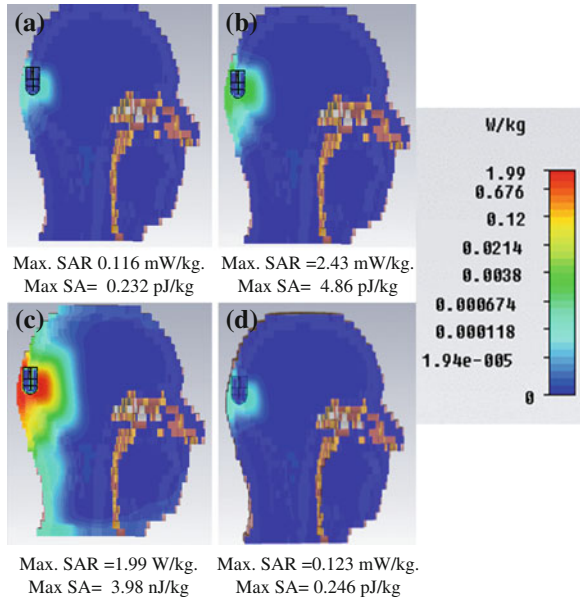 (a)
(b)
Max. SAR 0.116 mW/kg.
Max SA= 0.232 pJ/kg
Max. SAR =2.43 mW/kg.
Max SA= 4.86 pJ/kg
(c)
(d)
Max. SAR =1.99 W/kg.
Max SA= 3.98 nJ/kg
Max. SAR =0.123 mW/kg.
Max SA= 0.246 pJ/kg
W/kg
1.99
0.676
0.12
0.0214
0.0038
0.000674
0.000118
1.94e-005
0